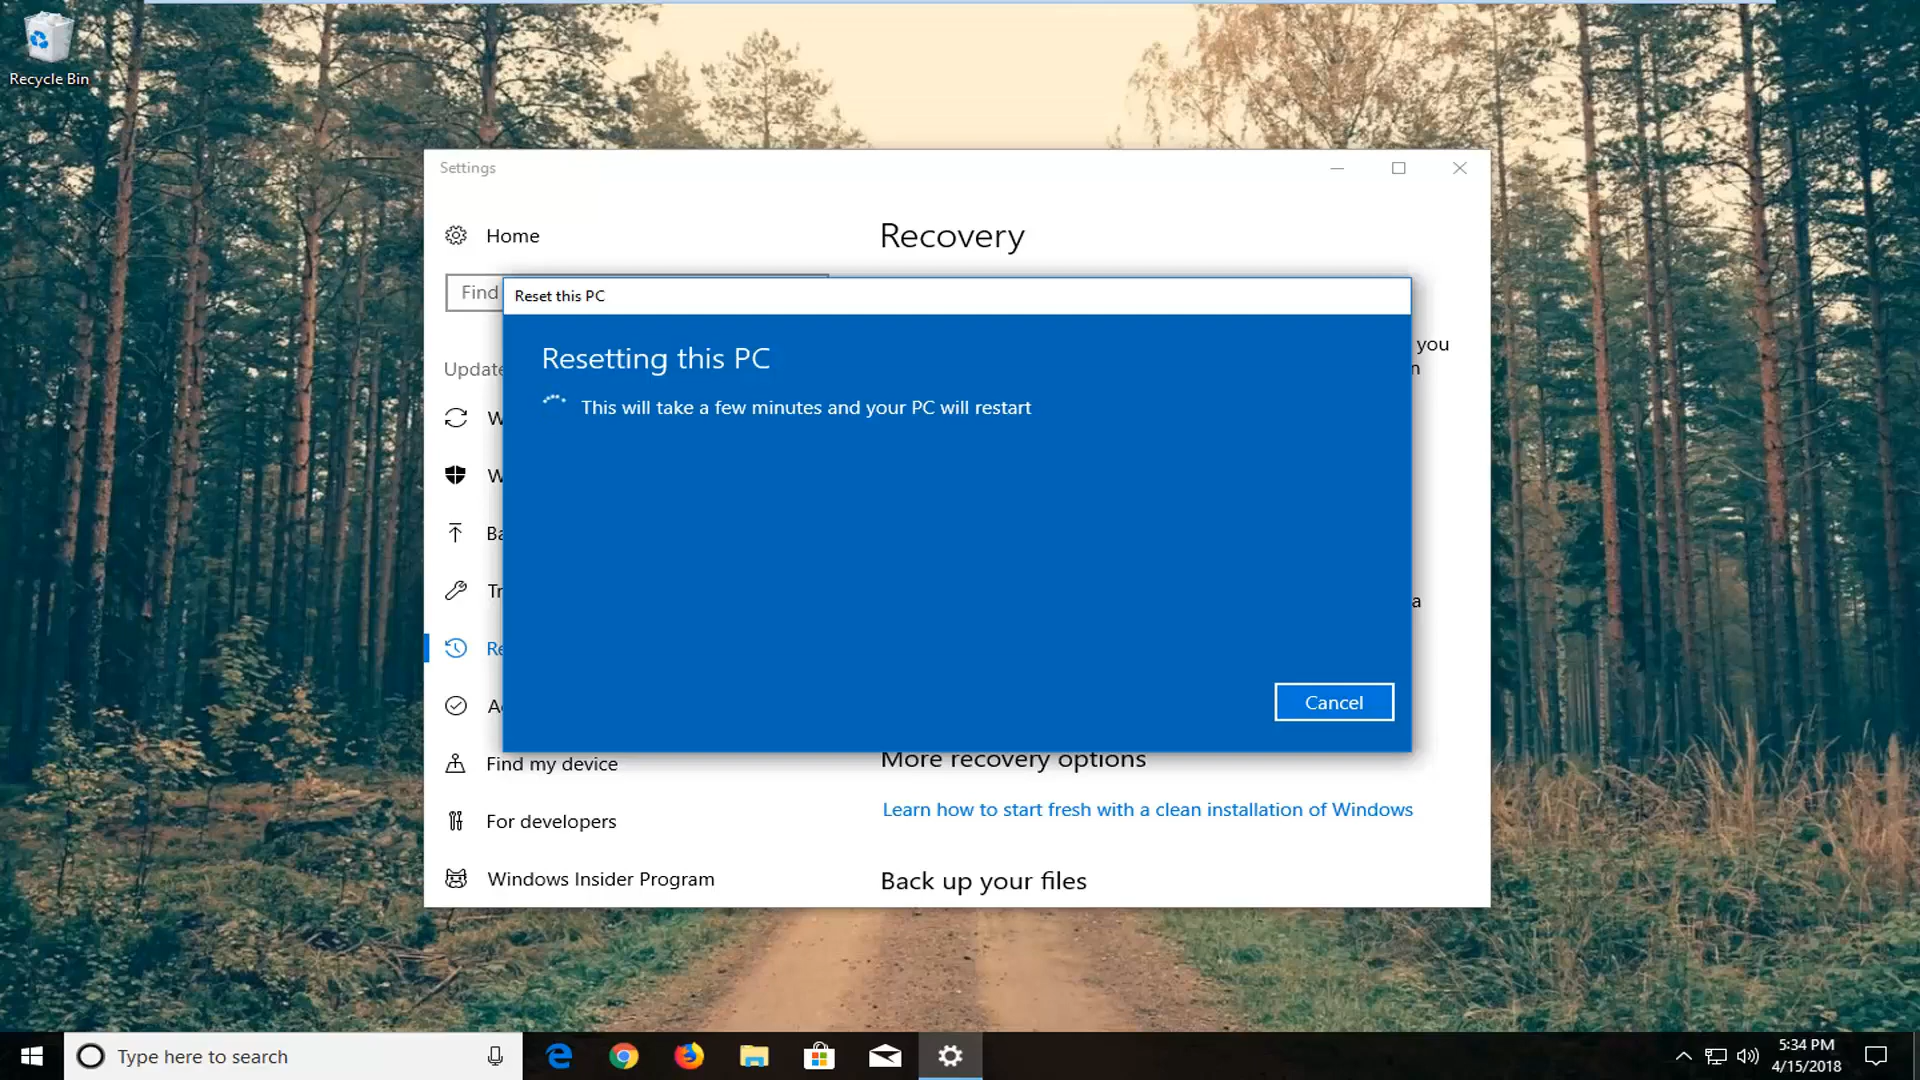 Recycle Bin
Settings
Home
Recovery
Find
Reset this PC
Resetting this PC
This will take a few minutes and your PC will restart
you
Update
Cancel
More recovery options
Find my device
Learn how to start fresh with a clean installation of Windows
For developers
Back up your files
Windows Insider Program
Type here to search
5:34 PM
4/15/2018